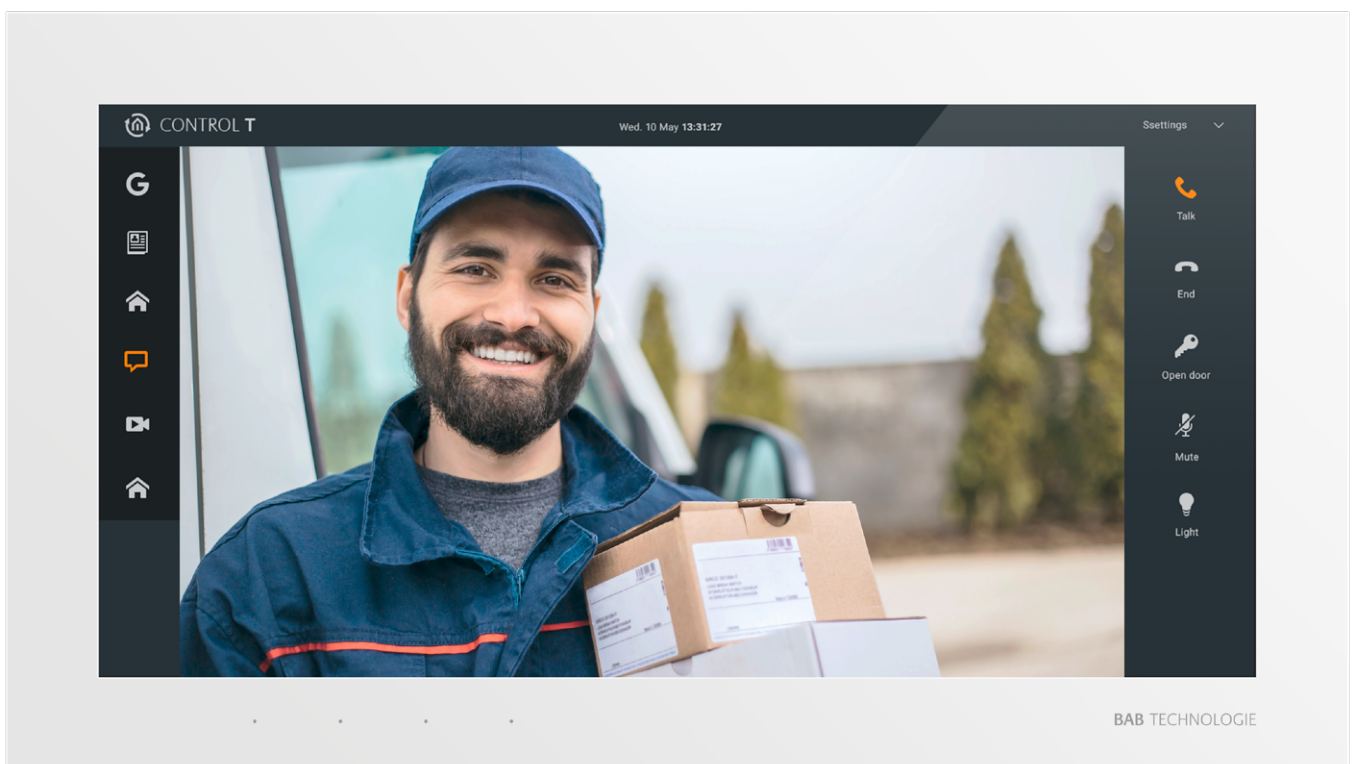 CONTROL T
Wed. 10 May 13:31:27
Ssettings
G
Talk
End
Open door
Mute
Light
BAB TECHNOLOGIE